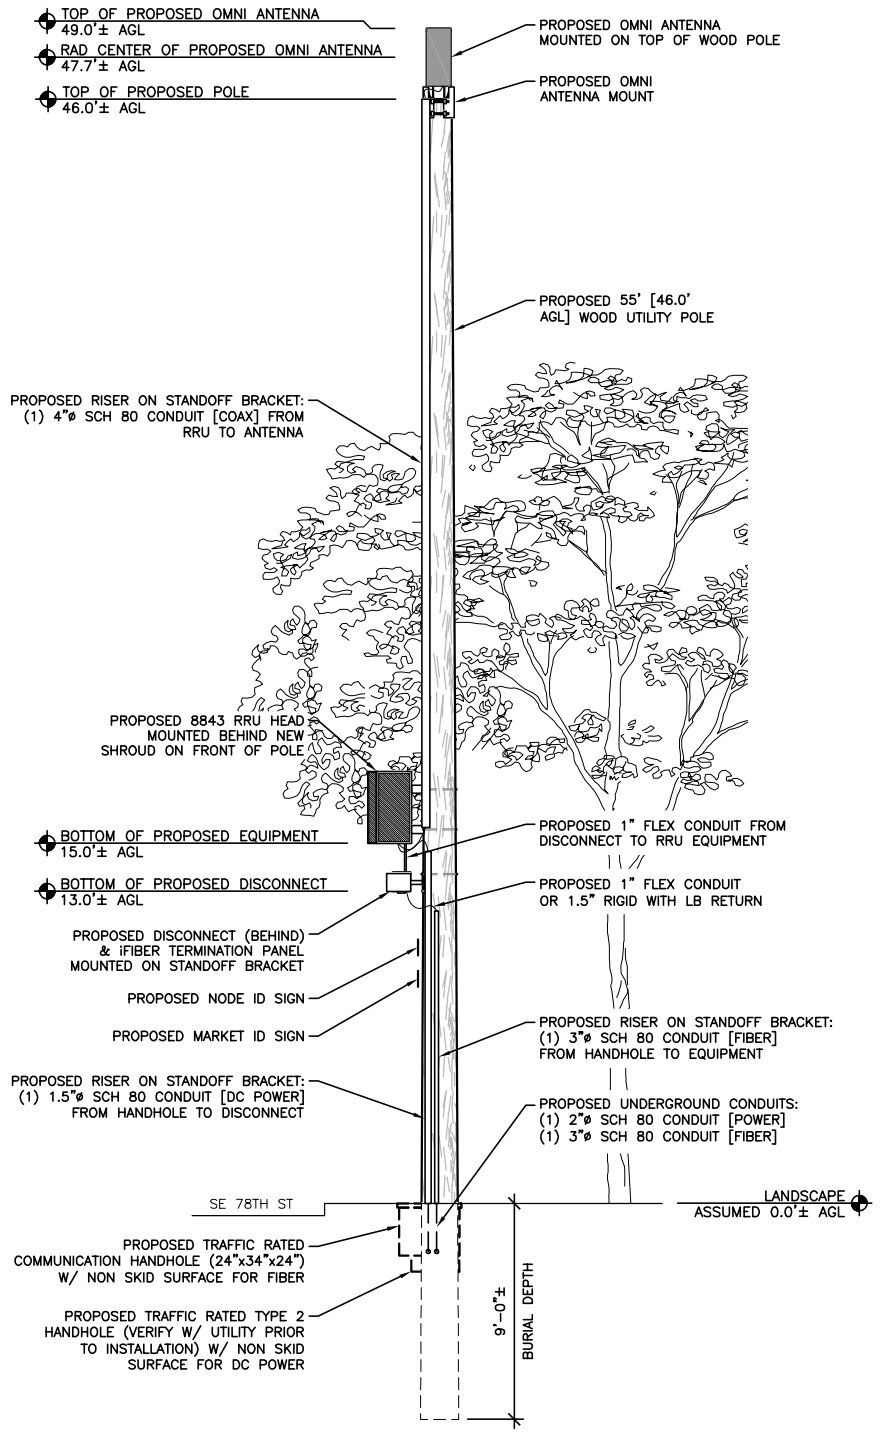 TOP OF PROPOSED OMNI ANTENNA
49.0'± AGL
RAD CENTER OF PROPOSED OMNI ANTENNA
47.7'± AGL
TOP OF PROPOSED POLE
46.0'± AGL
PROPOSED OMNI ANTENNA
MOUNTED ON TOP OF WOOD POLE
PROPOSED OMNI
ANTENNA MOUNT
PROPOSED 55' [46.0'
AGL] WOOD UTILITY POLE
PROPOSED RISER ON STANDOFF BRACKET:
(1) 4"ø SCH 80 CONDUIT [COAX] FROM
RRU TO ANTENNA
PROPOSED 8843 RRU HEAD
MOUNTED BEHIND NEW
SHROUD ON FRONT OF POLE
BOTTOM OF PROPOSED EQUIPMENT
15.0'± AGL
BOTTOM OF PROPOSED DISCONNECT
13.0'± AGL
PROPOSED 1" FLEX CONDUIT FROM
DISCONNECT TO RRU EQUIPMENT
PROPOSED 1" FLEX CONDUIT
OR 1.5" RIGID WITH LB RETURN
PROPOSED DISCONNECT (BEHIND)
& iFIBER TERMINATION PANEL
MOUNTED ON STANDOFF BRACKET
PROPOSED NODE ID SIGN
PROPOSED MARKET ID SIGN
PROPOSED RISER ON STANDOFF BRACKET:
(1) 3"ø SCH 80 CONDUIT [FIBER]
FROM HANDHOLE TO EQUIPMENT
PROPOSED RISER ON STANDOFF BRACKET:
(1) 1.5"ø SCH 80 CONDUIT [DC POWER]
FROM HANDHOLE TO DISCONNECT
PROPOSED UNDERGROUND CONDUITS:
(1) 2"ø SCH 80 CONDUIT [POWER]
(1) 3"ø SCH 80 CONDUIT [FIBER]
SE 78TH ST
LANDSCAPE
ASSUMED 0.0'± AGL
PROPOSED TRAFFIC RATED
COMMUNICATION HANDHOLE (24"x34"x24")
W/ NON SKID SURFACE FOR FIBER
PROPOSED TRAFFIC RATED TYPE 2
HANDHOLE (VERIFY W/ UTILITY PRIOR
TO INSTALLATION) W/ NON SKID
SURFACE FOR DC POWER
9'-0"±
BURIAL DEPTH